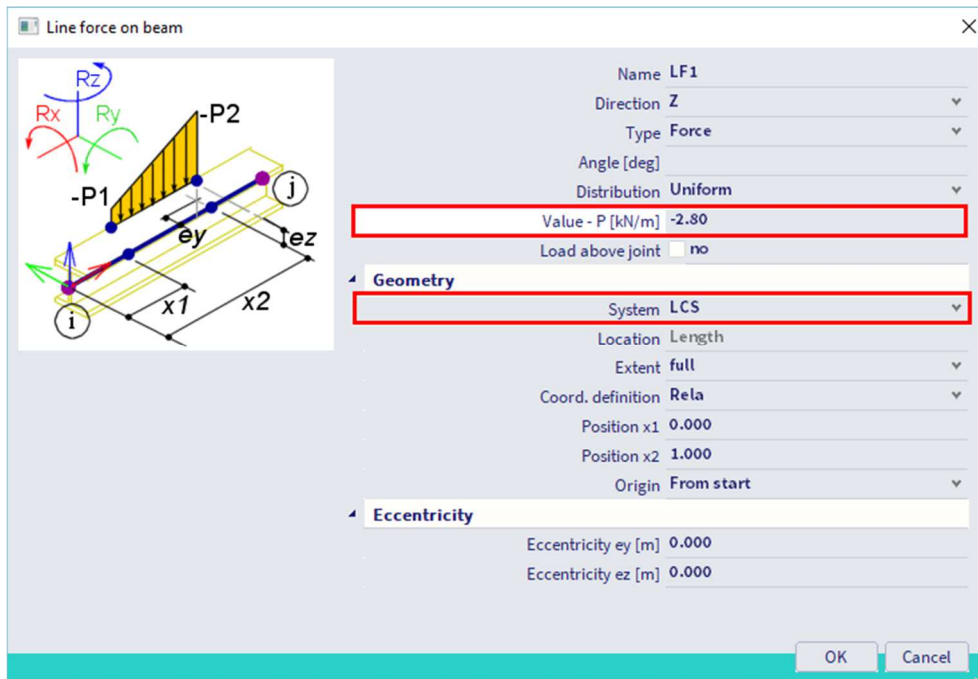 Line force on beam
Rz
Rx
Ry
-P2
-P1
j
ey
ez
x1
x2
i
Name LF1
Direction Z
Type Force
Angle [deg]
Distribution Uniform
Value - P [kN/m] -2.80
Load above joint no
Geometry
System LCS
Location Length
Extent full
Coord. definition Rela
Position x1 0.000
Position x2 1.000
Origin From start
Eccentricity
Eccentricity ey [m] 0.000
Eccentricity ez [m] 0.000
OK Cancel